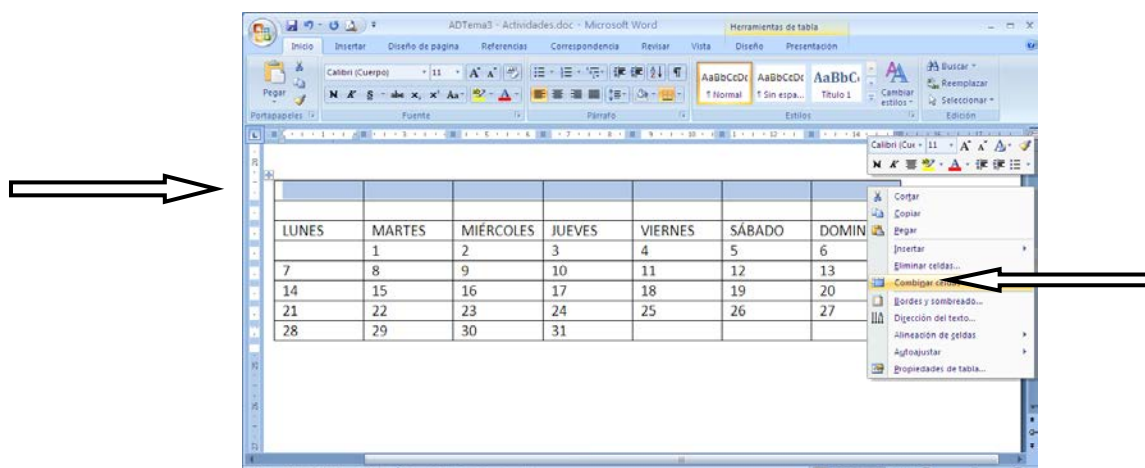 ADTema3 - Actividades.doc - Microsoft Word
Herramientas de tabla
Inicio Insertar Diseño de página Referencias Correspondencia Revisar Vista Diseño Presentación
Pegar
Calibri (Cuerpo) 11
N K S abc x, x² Aa
AaBbCcDc AaBbCcDc AaBbC
¶ Normal ¶ Sin espa... Título 1
Cambiar estilos
Buscar
Reemplazar
Seleccionar
Portapapeles Fuente Párrafo Estilos Edición
Calibri (Cue 11
N K
LUNES MARTES MIÉRCOLES JUEVES VIERNES SÁBADO DOMIN
1 2 3 4 5 6
7 8 9 10 11 12 13
14 15 16 17 18 19 20
21 22 23 24 25 26 27
28 29 30 31
Cortar
Copiar
Pegar
Insertar
Eliminar celdas...
Combinar celdas
Bordes y sombreado...
Dirección del texto...
Alineación de celdas
Autoajustar
Propiedades de tabla...